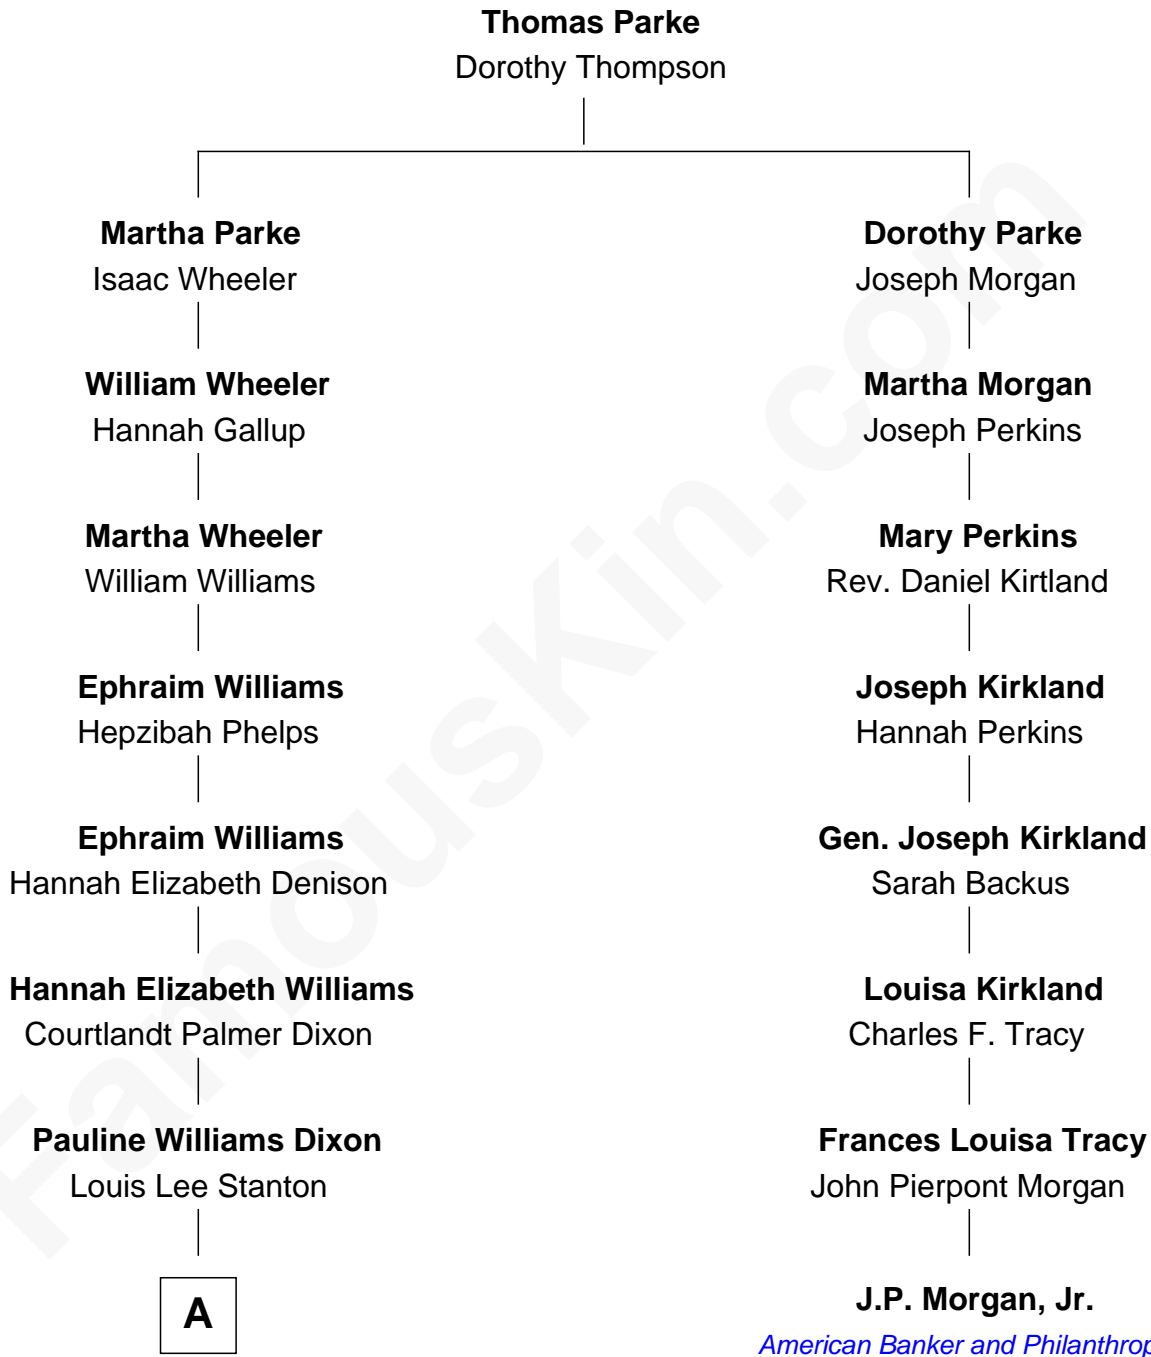 Thomas Parke
Dorothy Thompson
Martha Parke
Isaac Wheeler
Dorothy Parke
Joseph Morgan
William Wheeler
Hannah Gallup
Martha Morgan
Joseph Perkins
Martha Wheeler
William Williams
Mary Perkins
Rev. Daniel Kirtland
Ephraim Williams
Hepzibah Phelps
Joseph Kirkland
Hannah Perkins
Ephraim Williams
Hannah Elizabeth Denison
Gen. Joseph Kirkland
Sarah Backus
Hannah Elizabeth Williams
Courtlandt Palmer Dixon
Louisa Kirkland
Charles F. Tracy
Pauline Williams Dixon
Louis Lee Stanton
Frances Louisa Tracy
John Pierpont Morgan
A
J.P. Morgan, Jr.
American Banker and Philanthrop
FamousKin.com